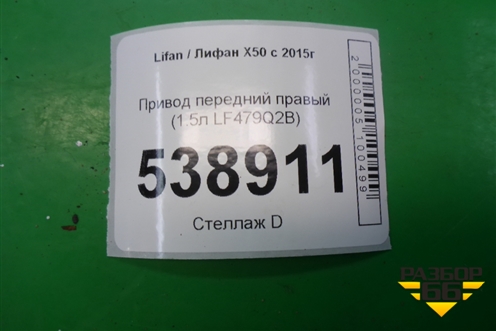 Lifan / Лифан X50 с 2015г
Привод передний правый
(1.5л LF479Q2B)
538911
Стеллаж D
2000005100499
РАЗБОР
66